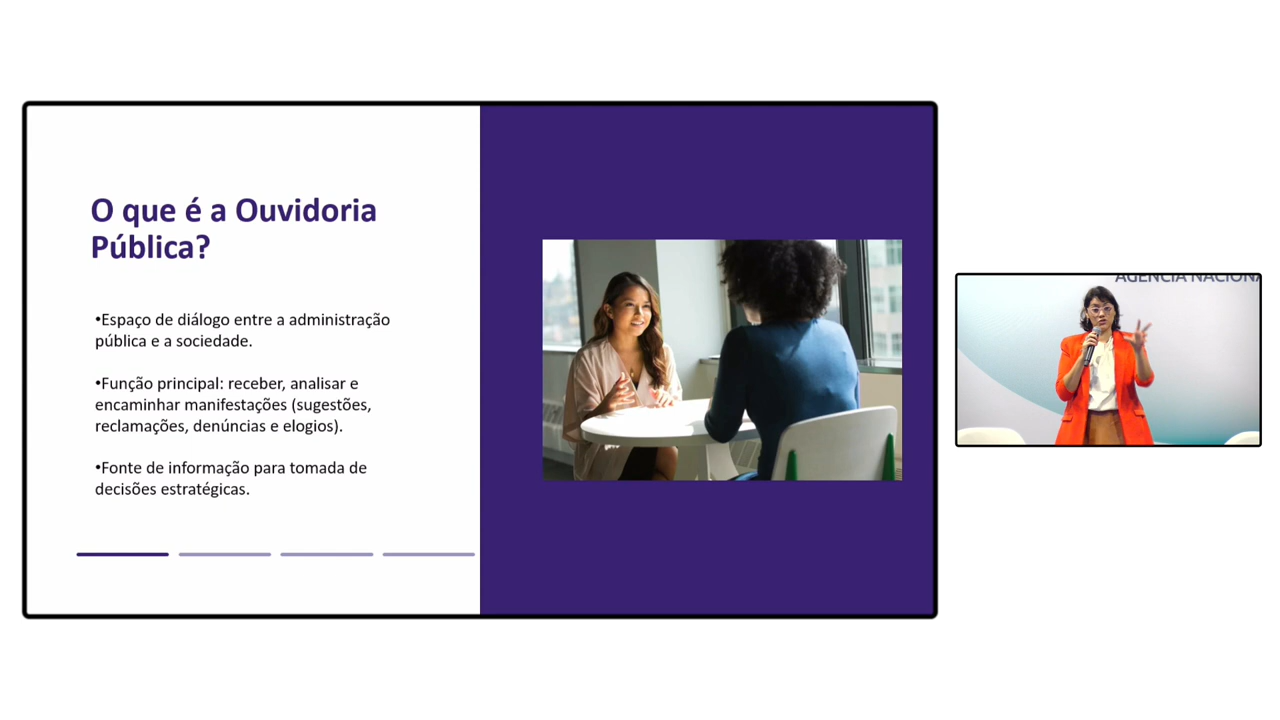 O que é a Ouvidoria
Pública?
•Espaço de diálogo entre a administração
pública e a sociedade.
•Função principal: receber, analisar e
encaminhar manifestações (sugestões,
reclamações, denúncias e elogios).
•Fonte de informação para tomada de
decisões estratégicas.
AGÊNCIA NACIONA